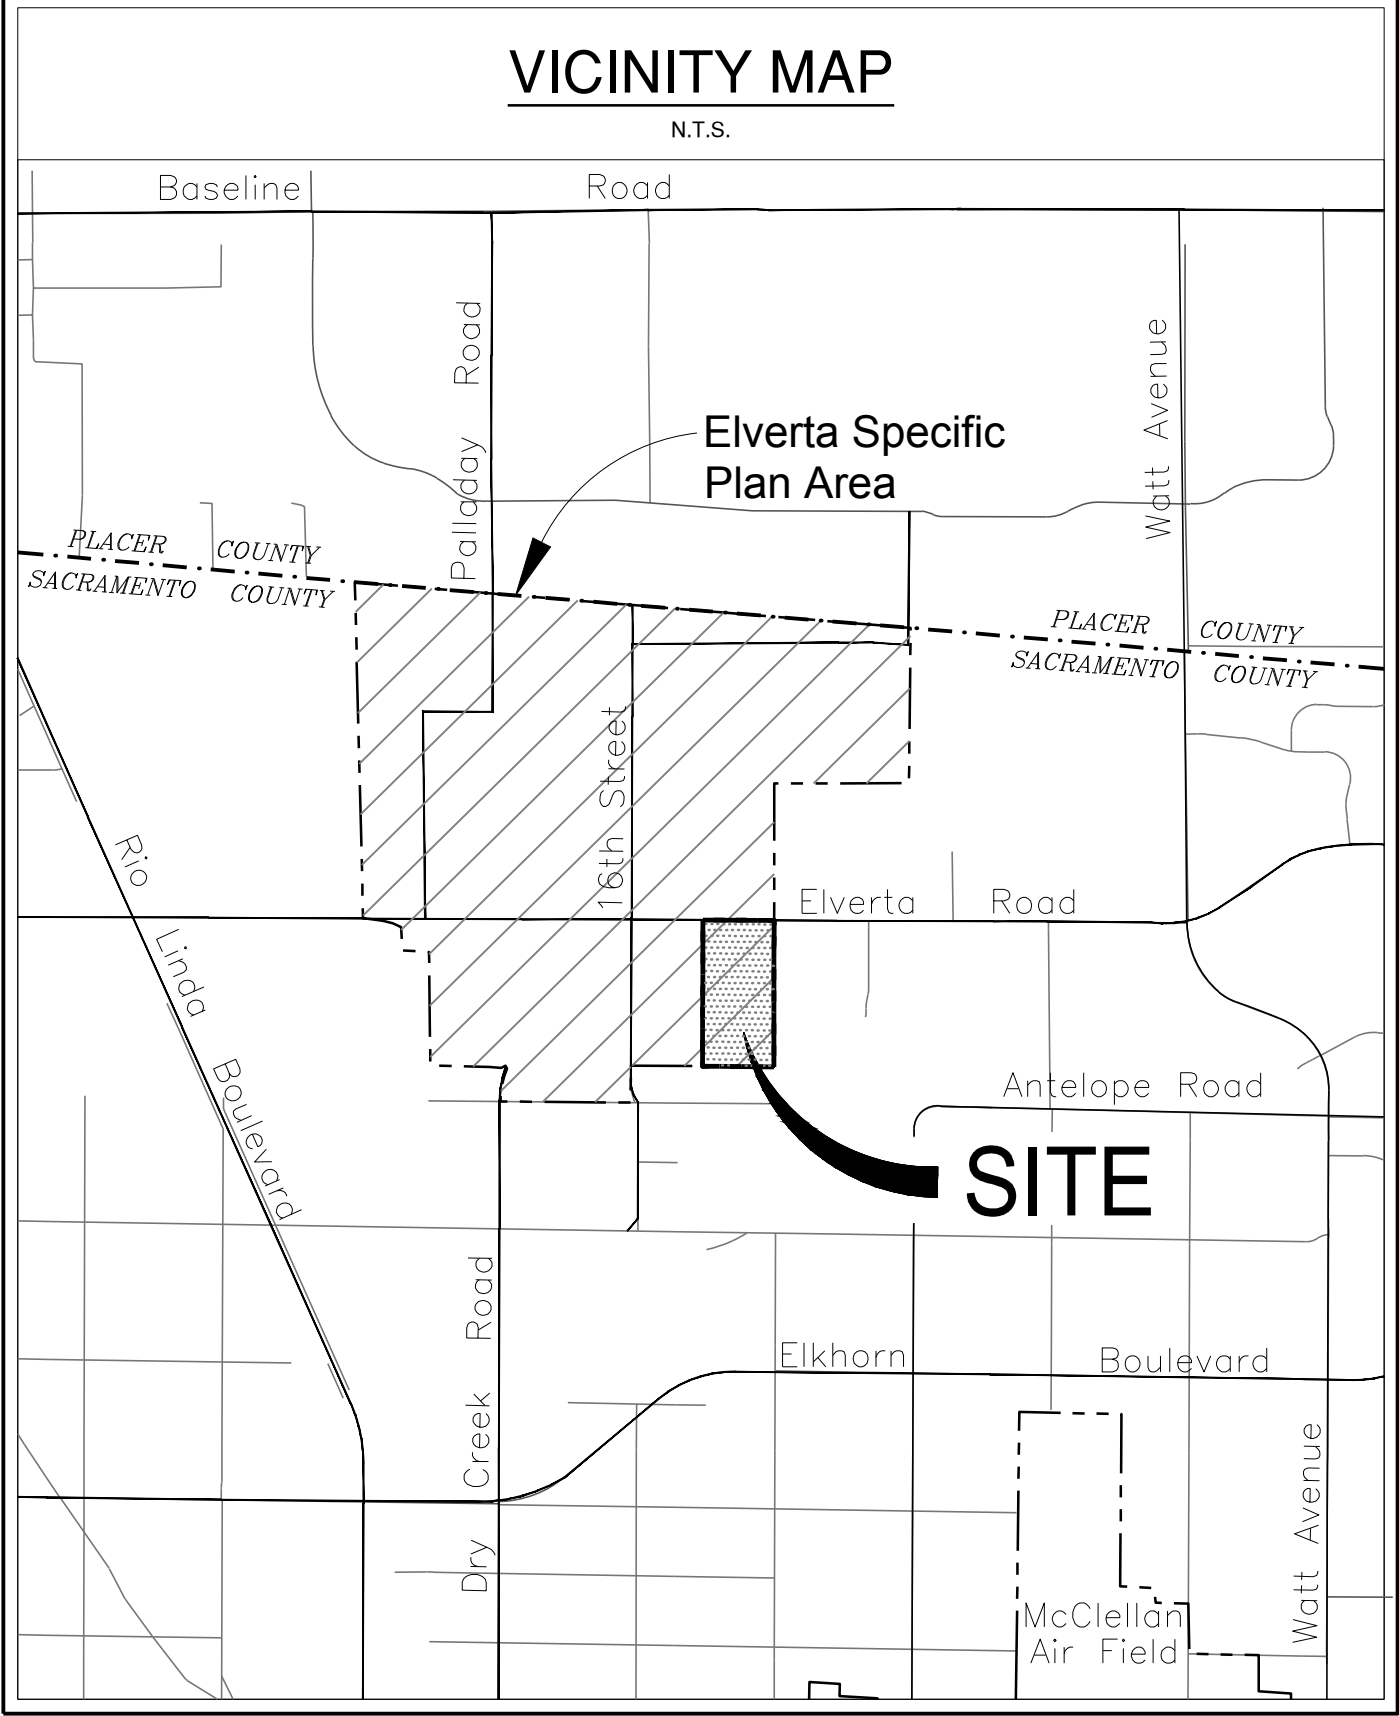 VICINITY MAP
N.T.S.
Baseline Road
Palladay Road
Watt Avenue
Elverta Specific
Plan Area
PLACER COUNTY
SACRAMENTO COUNTY
PLACER COUNTY
SACRAMENTO COUNTY
16th Street
Rio Linda Boulevard
Elverta Road
Antelope Road
SITE
Dry Creek Road
Elkhorn Boulevard
Watt Avenue
McClellan
Air Field